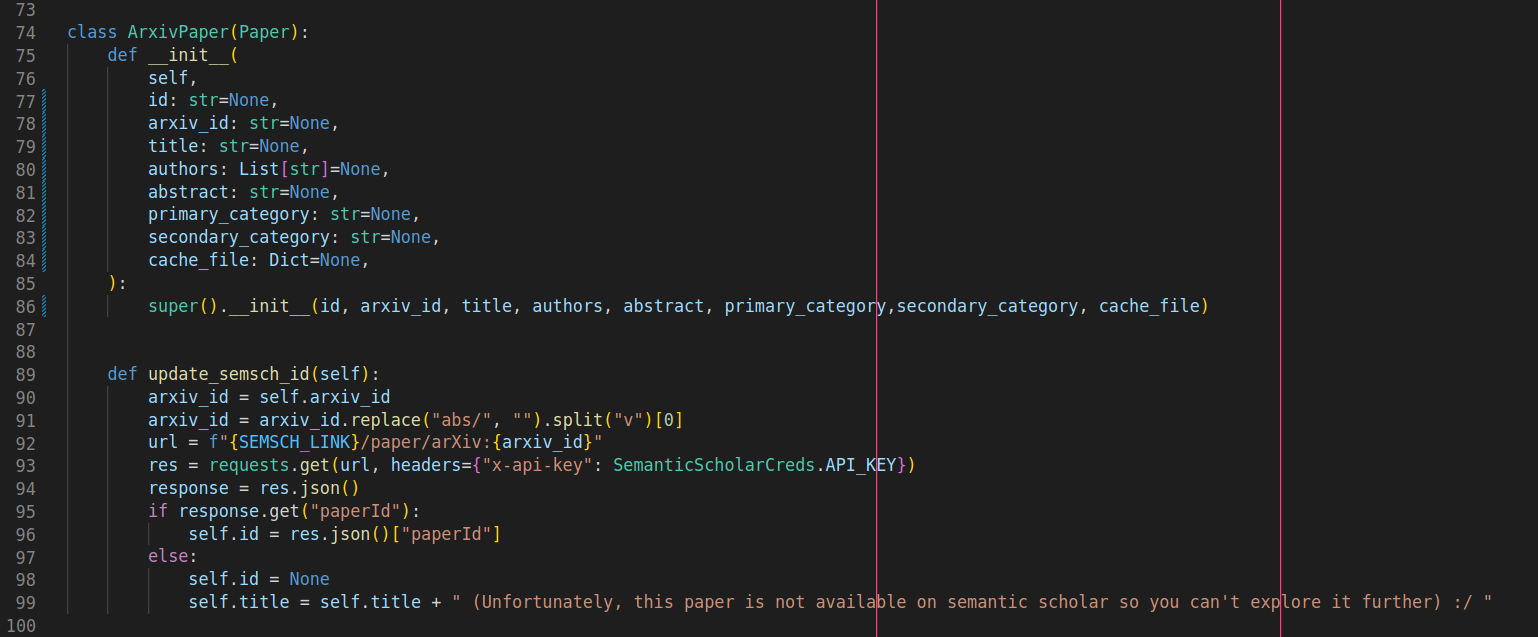 73
74 class ArxivPaper(Paper):
75     def __init__(
76         self,
77         id: str=None,
78         arxiv_id: str=None,
79         title: str=None,
80         authors: List[str]=None,
81         abstract: str=None,
82         primary_category: str=None,
83         secondary_category: str=None,
84         cache_file: Dict=None,
85     ):
86         super().__init__(id, arxiv_id, title, authors, abstract, primary_category,secondary_category, cache_file)
87
88
89     def update_semsch_id(self):
90         arxiv_id = self.arxiv_id
91         arxiv_id = arxiv_id.replace("abs/", "").split("v")[0]
92         url = f"{SEMSCH_LINK}/paper/arXiv:{arxiv_id}"
93         res = requests.get(url, headers={"x-api-key": SemanticScholarCreds.API_KEY})
94         response = res.json()
95         if response.get("paperId"):
96             self.id = res.json()["paperId"]
97         else:
98             self.id = None
99             self.title = self.title + " (Unfortunately, this paper is not available on semantic scholar so you can't explore it further) :/ "
100